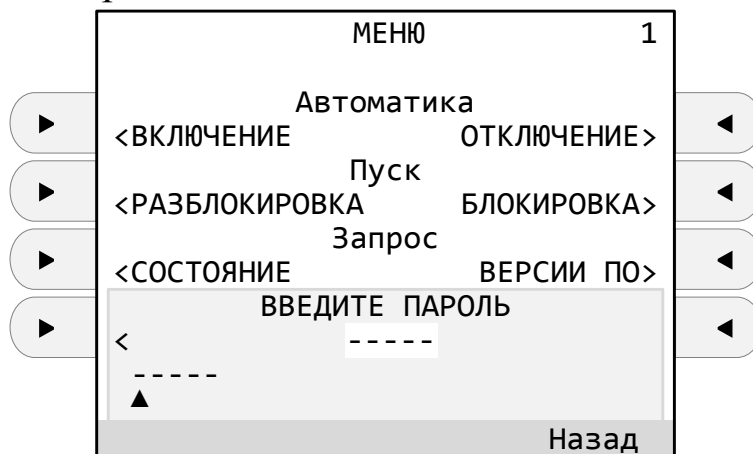 МЕНЮ 1
Автоматика
<ВКЛЮЧЕНИЕ ОТКЛЮЧЕНИЕ>
Пуск
<РАЗБЛОКИРОВКА БЛОКИРОВКА>
Запрос
<СОСТОЯНИЕ ВЕРСИИ ПО>
ВВЕДИТЕ ПАРОЛЬ
< -----
-----
▲
Назад